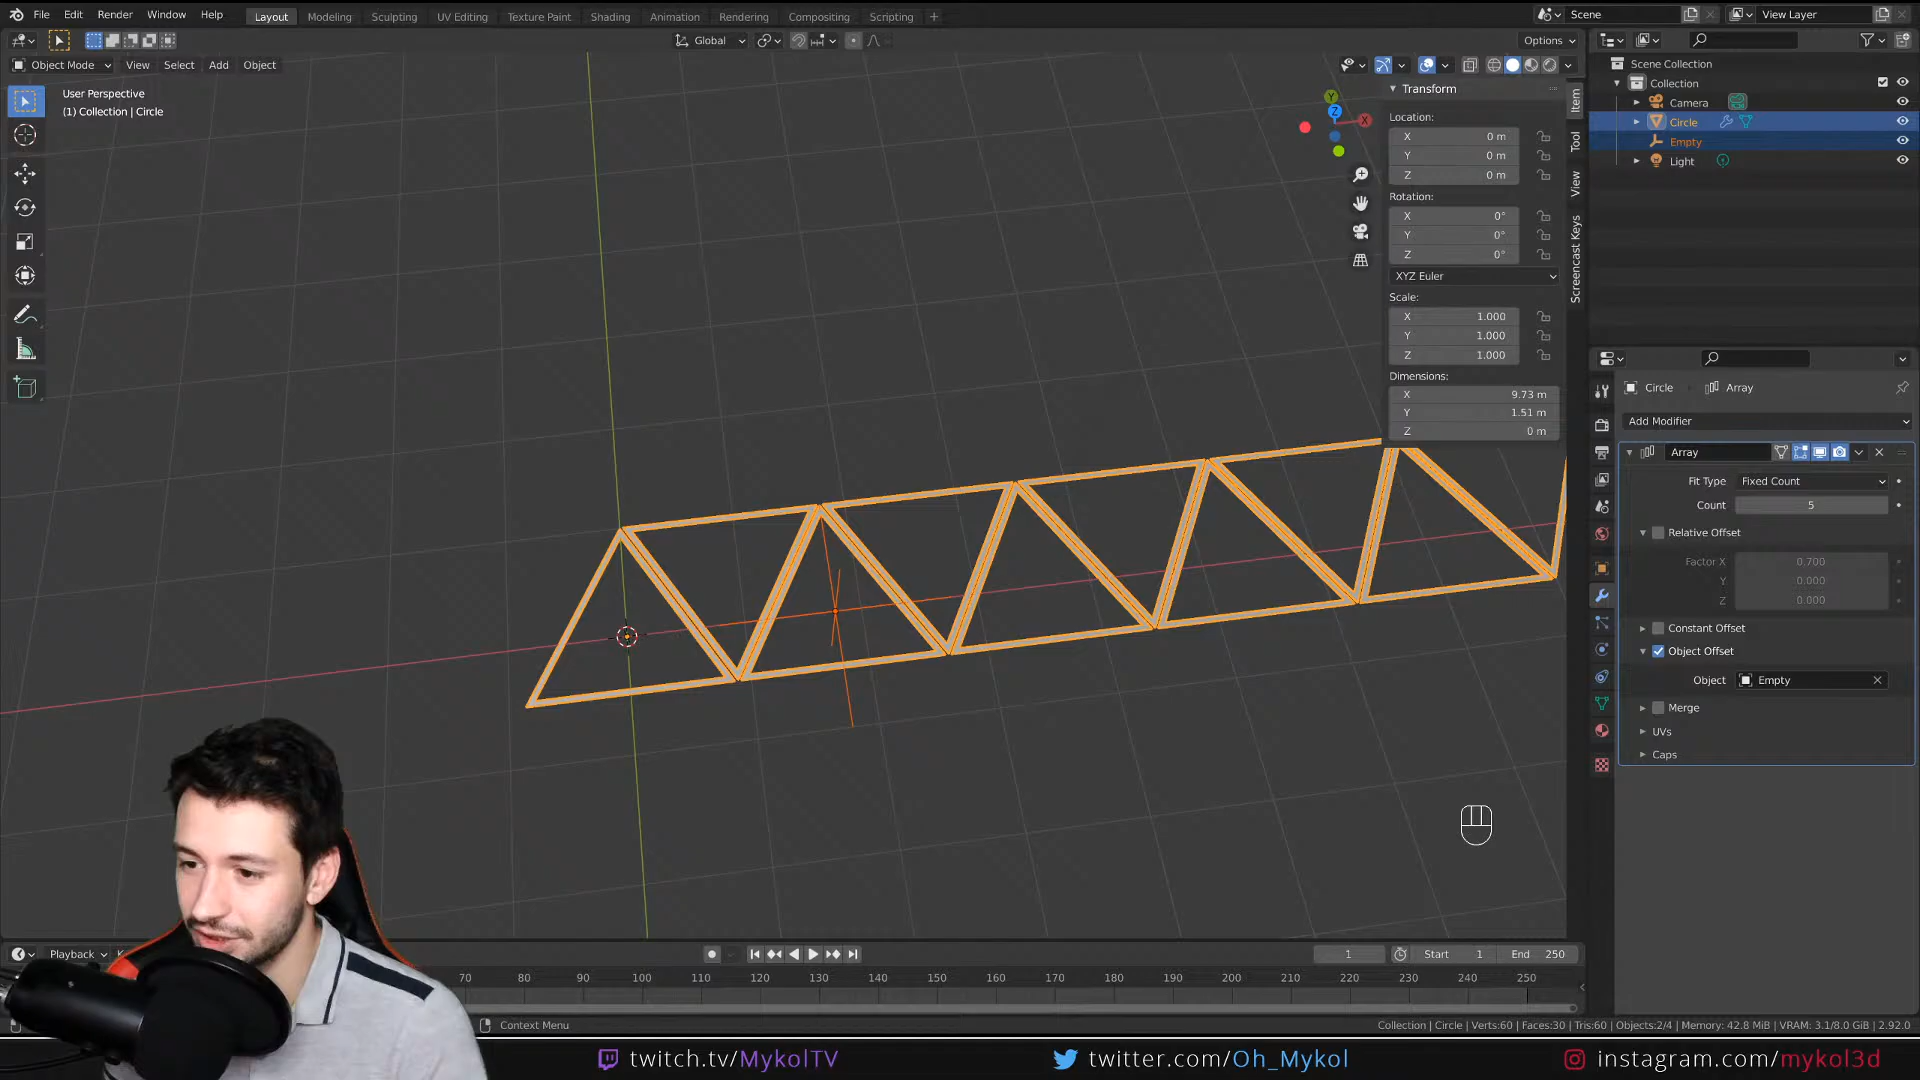 File Edit Render Window Help Layout Modeling Sculpting UV Editing Texture Paint Shading Animation Rendering Compositing Scripting + Scene View Layer
Global Options
Object Mode View Select Add Object
User Perspective
(1) Collection | Circle
Y
Z
X
Transform
Location:
X 0 m
Y 0 m
Z 0 m
Rotation:
X 0°
Y 0°
Z 0°
XYZ Euler
Scale:
X 1.000
Y 1.000
Z 1.000
Dimensions:
X 9.73 m
Y 1.51 m
Z 0 m
Item
Tool
View
Screencast Keys
Scene Collection
Collection
Camera
Circle
Empty
Light
Circle Array
Add Modifier
Array
Fit Type Fixed Count
Count 5
Relative Offset
Factor X 0.700
Y 0.000
Z 0.000
Constant Offset
Object Offset
Object Empty
Merge
UVs
Caps
Playback 1 Start 1 End 250
70 80 90 100 110 120 130 140 150 160 170 180 190 200 210 220 230 240 250
Context Menu
Collection | Circle | Verts:60 | Faces:30 | Tris:60 | Objects:2/4 | Memory: 42.8 MiB | VRAM: 3.1/8.0 GiB | 2.92.0
twitch.tv/MykolTV twitter.com/Oh_Mykol instagram.com/mykol3d